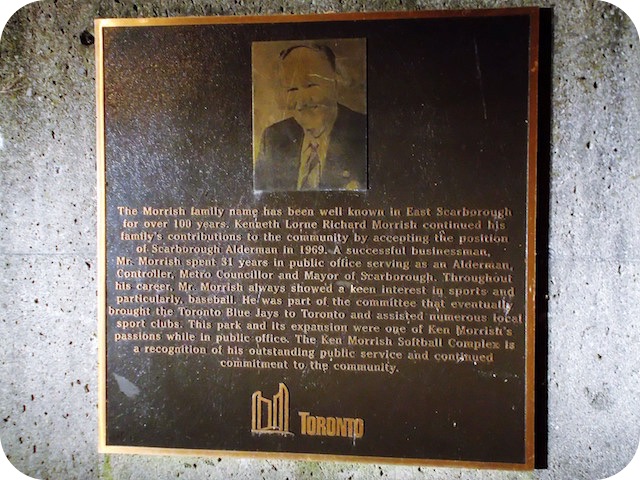 The Morrish family name has been well known in East Scarborough
for over 100 years. Kenneth Lorne Richard Morrish continued his
family's contributions to the community by accepting the position
of Scarborough Alderman in 1969. A successful businessman,
Mr. Morrish spent 31 years in public office serving as an Alderman,
Controller, Metro Councillor and Mayor of Scarborough. Throughout
his career, Mr. Morrish always showed a keen interest in sports and
particularly, baseball. He was part of the committee that eventually
brought the Toronto Blue Jays to Toronto and assisted numerous local
sport clubs. This park and its expansion were one of Ken Morrish's
passions while in public office. The Ken Morrish Softball Complex is
a recognition of his outstanding public service and continued
commitment to the community.
TORONTO